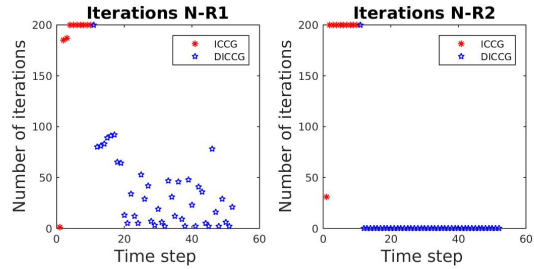 Iterations N-R1
Number of iterations
200
150
100
50
0
0 20 40 60
Time step
ICCG
DICCG
Iterations N-R2
Number of iterations
200
150
100
50
0
0 20 40 60
Time step
ICCG
DICCG